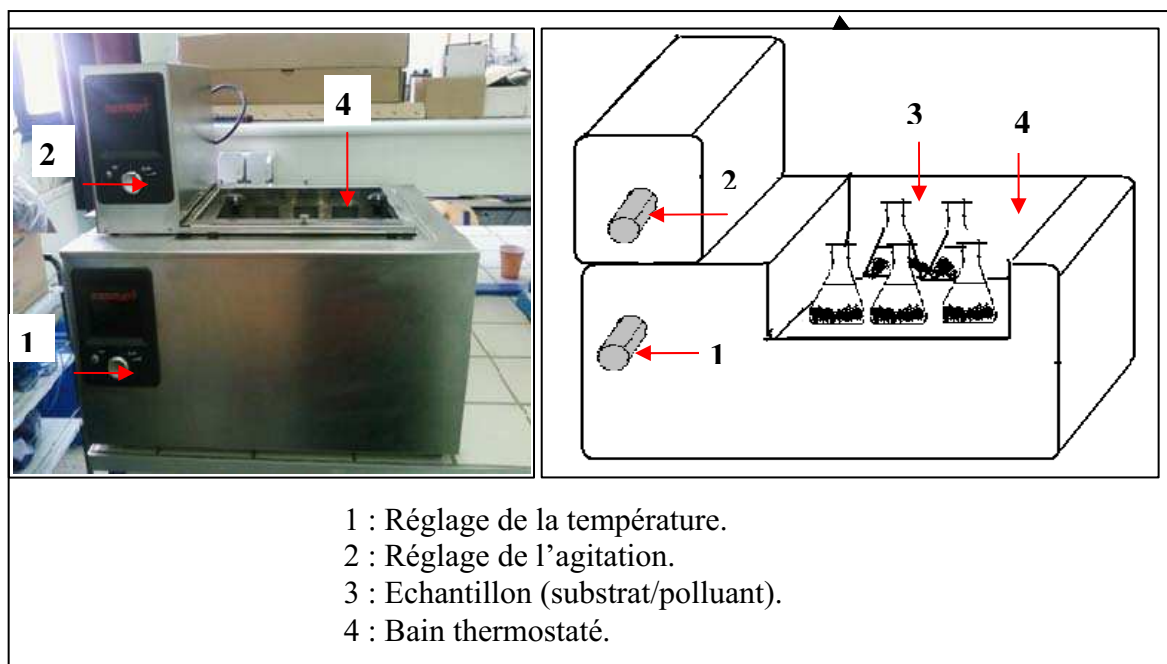 4
2
1
3
4
2
1
1 : Réglage de la température.
2 : Réglage de l’agitation.
3 : Echantillon (substrat/polluant).
4 : Bain thermostaté.